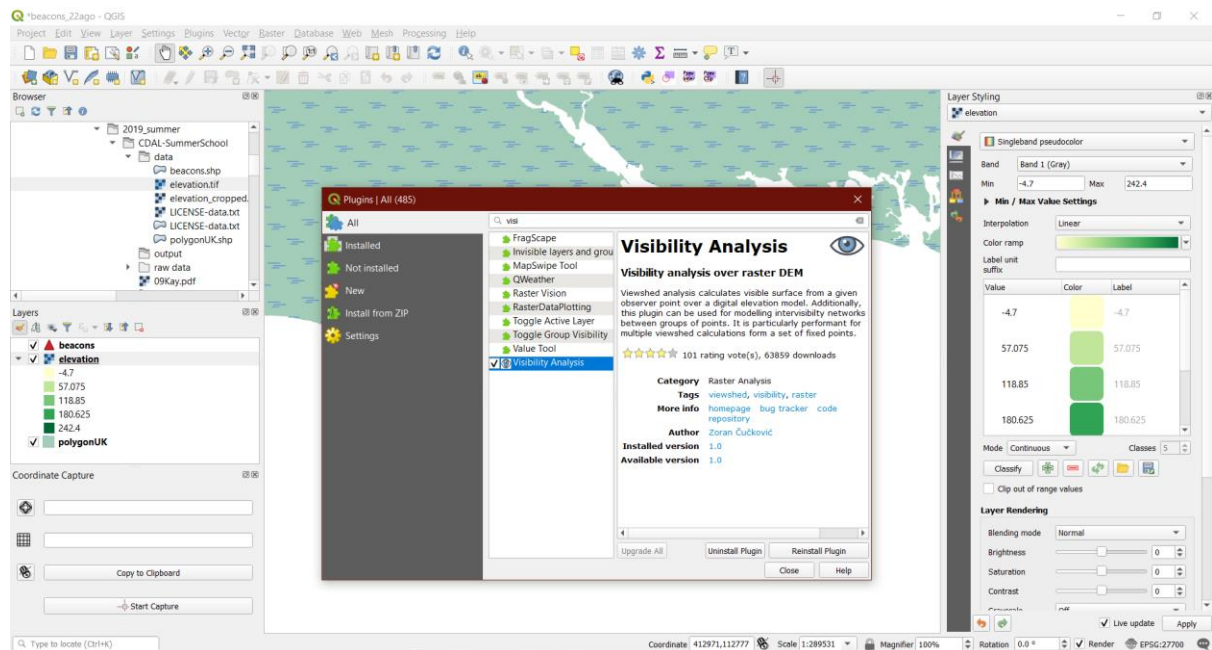 *beacons_22ago - QGIS
Project Edit View Layer Settings Plugins Vector Raster Database Web Mesh Processing Help
Browser
2019_summer
CDAL-SummerSchool
data
beacons.shp
elevation.tif
elevation_cropped.
LICENSE-data.txt
LICENSE-data.txt
polygonUK.shp
output
raw data
09Kay.pdf
Layers
beacons
elevation
-4.7
57.075
118.85
180.625
242.4
polygonUK
Coordinate Capture
Copy to Clipboard
Start Capture
Plugins | All (485)
All
Installed
Not installed
New
Install from ZIP
Settings
visi
FragScape
Invisible layers and grou
MapSwipe Tool
QWeather
Raster Vision
RasterDataPlotting
Toggle Active Layer
Toggle Group Visibility
Value Tool
Visibility Analysis
Visibility Analysis
Visibility analysis over raster DEM
Viewshed analysis calculates visible surface from a given
observer point over a digital elevation model. Additionally,
this plugin can be used for modelling intervisibility networks
between groups of points. It is particularly performant for
multiple viewshed calculations form a set of fixed points.
101 rating vote(s), 63859 downloads
Category Raster Analysis
Tags viewshed, visibility, raster
More info homepage bug tracker code
repository
Author Zoran Čučković
Installed version 1.0
Available version 1.0
Upgrade All Uninstall Plugin Reinstall Plugin
Close Help
Layer Styling
elevation
Singleband pseudocolor
Band Band 1 (Gray)
Min -4.7 Max 242.4
Min / Max Value Settings
Interpolation Linear
Color ramp
Label unit
suffix
Value Color Label
-4.7 -4.7
57.075 57.075
118.85 118.85
180.625 180.625
Mode Continuous Classes 5
Classify
Clip out of range values
Layer Rendering
Blending mode Normal
Brightness 0
Saturation 0
Contrast 0
Live update Apply
Type to locate (Ctrl+K) Coordinate 412971,112777 Scale 1:289531 Magnifier 100% Rotation 0.0 ° Render EPSG:27700